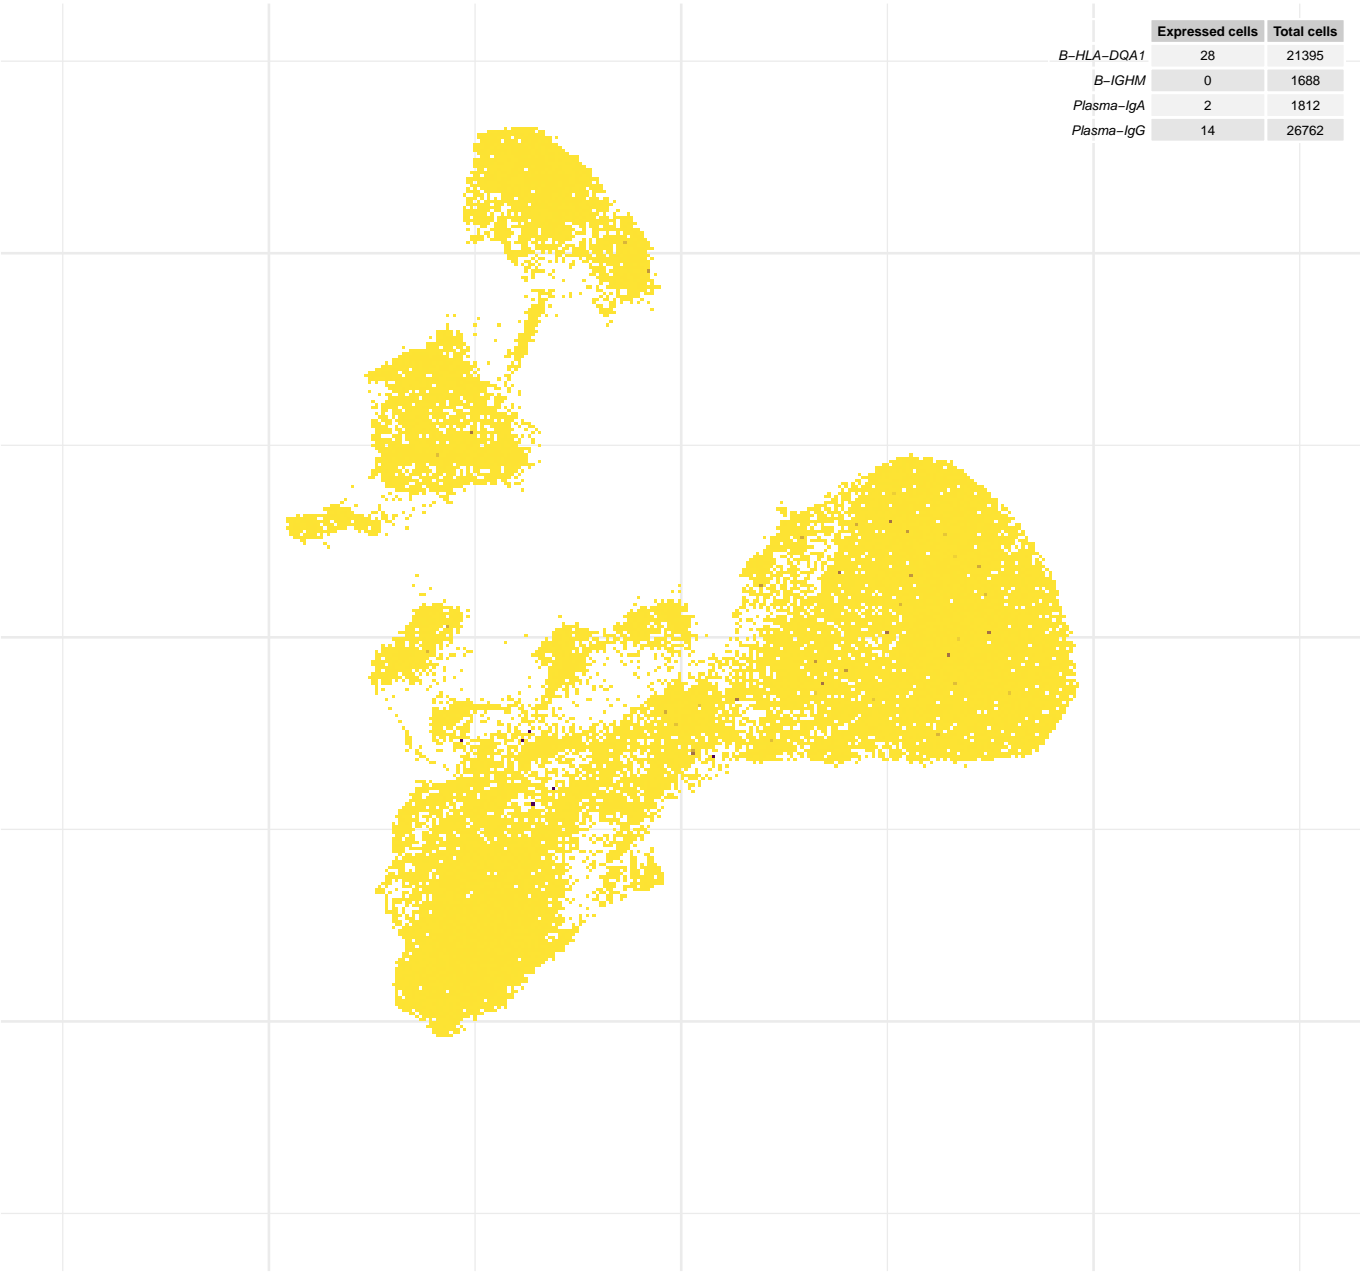 Expressed cells Total cells
B−HLA−DQA1 28 21395
B−IGHM 0 1688
Plasma−IgA 2 1812
Plasma−IgG 14 26762